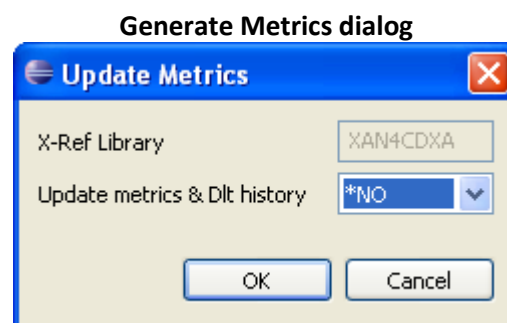 Generate Metrics dialog
Update Metrics
X-Ref Library XAN4CDXA
Update metrics & Dlt history *NO
OK Cancel